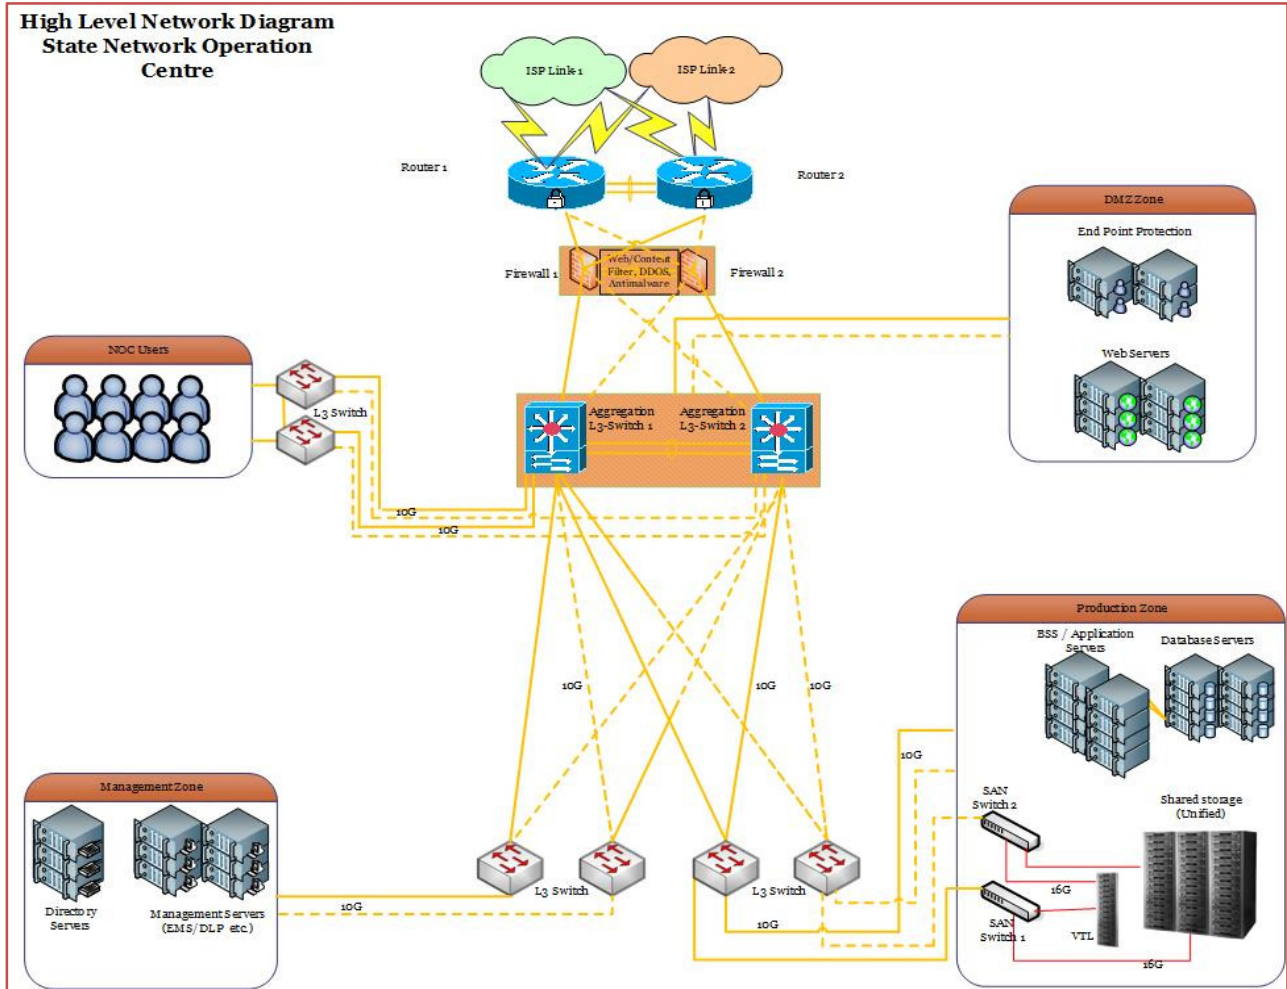 High Level Network Diagram
State Network Operation
Centre
ISP Link-1
ISP Link-2
Router 1
Router 2
DMZ Zone
End Point Protection
Web Servers
Firewall 1
Web/Content
Filter, DDOS,
Antimalware
Firewall 2
NOC Users
L3 Switch
Aggregation
L3-Switch 1
Aggregation
L3-Switch 2
10G
10G
10G
10G
10G
Production Zone
BSS / Application
Servers
Database Servers
10G
SAN
Switch 2
Shared storage
(Unified)
16G
SAN
Switch 1
VTL
16G
Management Zone
Directory
Servers
Management Servers
(EMS/DLP etc.)
10G
L3 Switch
L3 Switch
10G